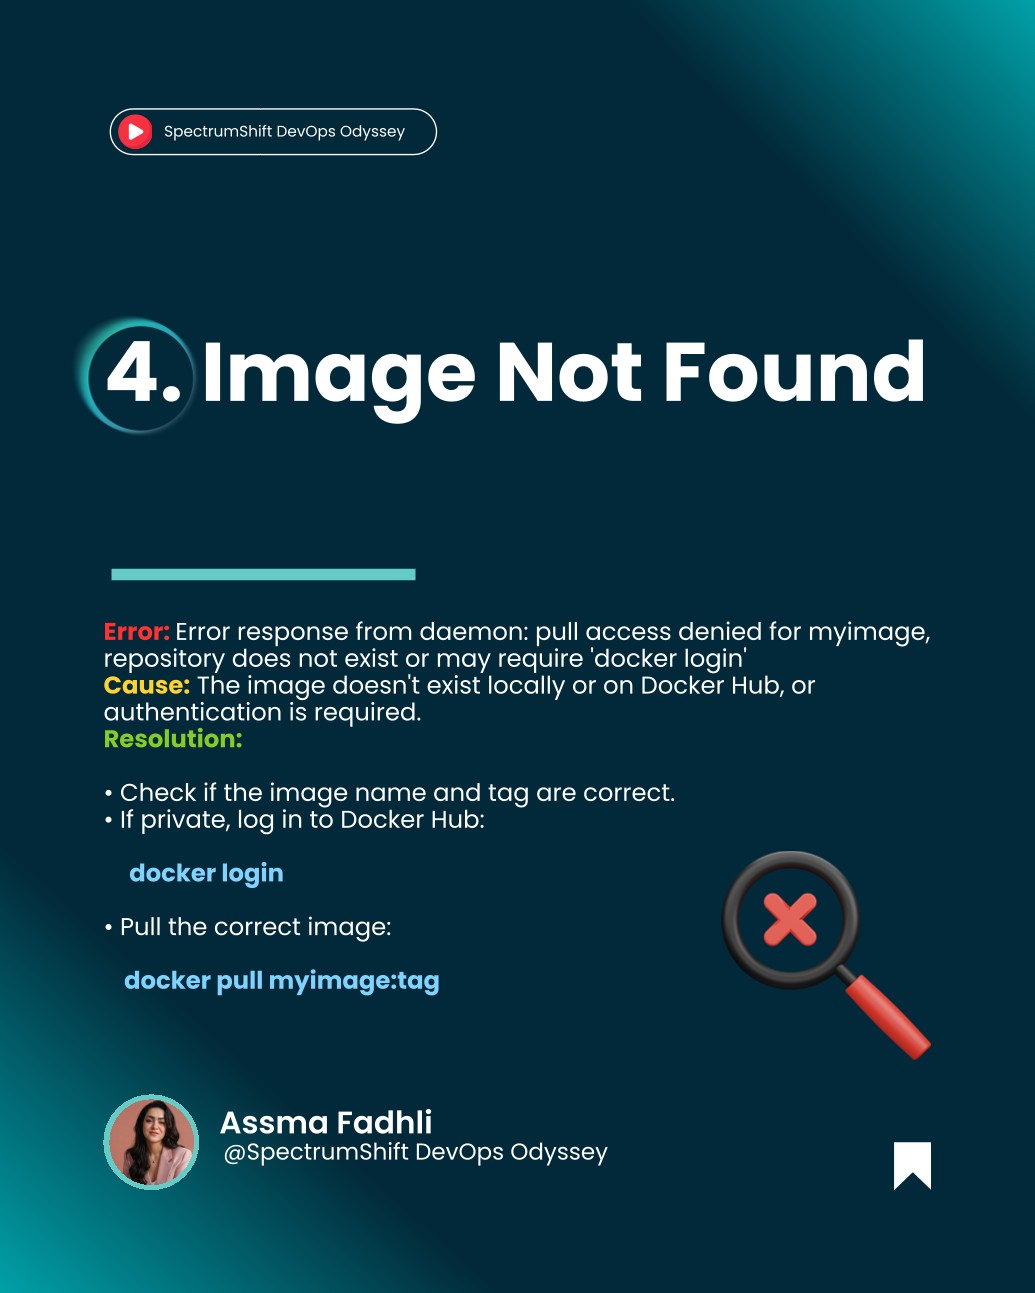 SpectrumShift DevOps Odyssey
4. Image Not Found
Error: Error response from daemon: pull access denied for myimage,
repository does not exist or may require 'docker login'
Cause: The image doesn't exist locally or on Docker Hub, or
authentication is required.
Resolution:
• Check if the image name and tag are correct.
• If private, log in to Docker Hub:
docker login
• Pull the correct image:
docker pull myimage:tag
Assma Fadhli
@SpectrumShift DevOps Odyssey